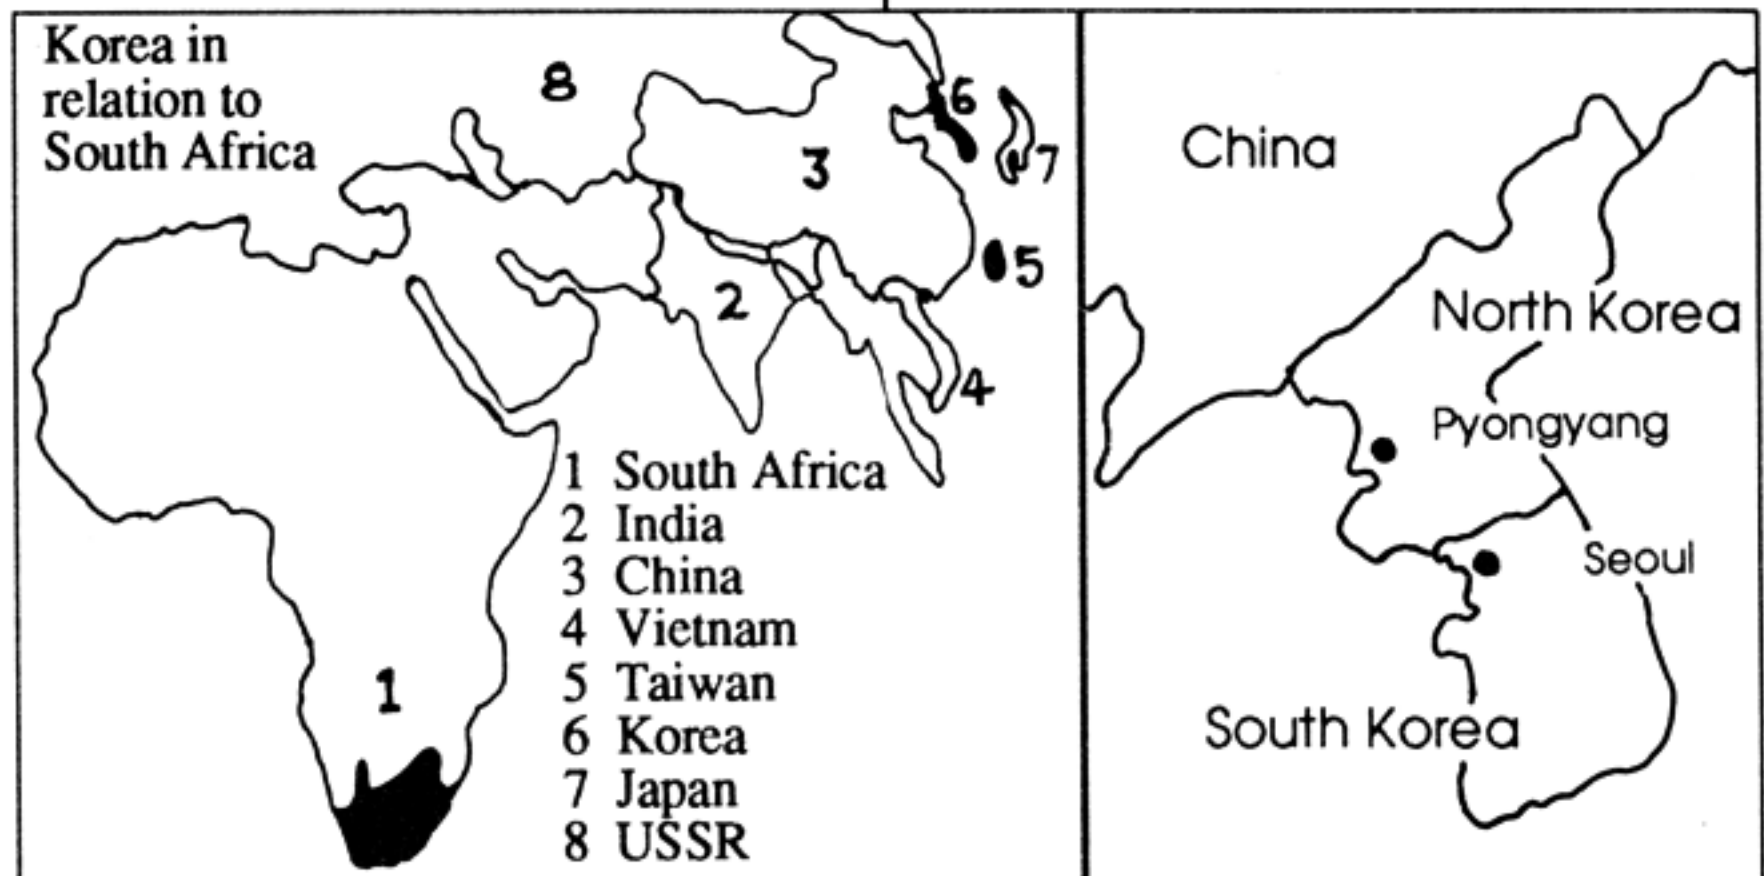 Korea in
relation to
South Africa
8
6
3
7
5
2
4
1
1 South Africa
2 India
3 China
4 Vietnam
5 Taiwan
6 Korea
7 Japan
8 USSR
China
North Korea
Pyongyang
Seoul
South Korea